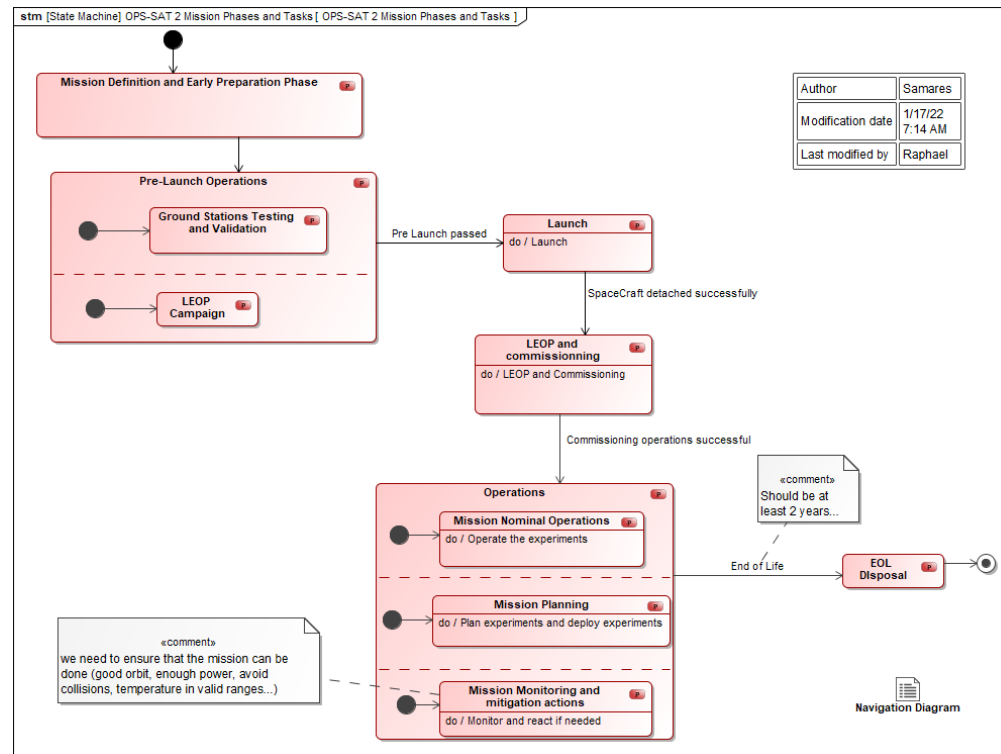 stm [State Machine] OPS-SAT 2 Mission Phases and Tasks [ OPS-SAT 2 Mission Phases and Tasks ]
Mission Definition and Early Preparation Phase
P
Author Samares
Modification date 1/17/22
7:14 AM
Last modified by Raphael
Pre-Launch Operations
P
Ground Stations Testing
and Validation
P
LEOP
Campaign
P
Pre Launch passed
Launch
P
do / Launch
SpaceCraft detached successfully
LEOP and
commissionning
P
do / LEOP and Commissioning
Commissioning operations successful
Operations
P
Mission Nominal Operations
P
do / Operate the experiments
Mission Planning
P
do / Plan experiments and deploy experiments
Mission Monitoring and
mitigation actions
P
do / Monitor and react if needed
«comment»
Should be at
least 2 years...
End of Life
EOL
DIsposal
P
«comment»
we need to ensure that the mission can be
done (good orbit, enough power, avoid
collisions, temperature in valid ranges...)
Navigation Diagram